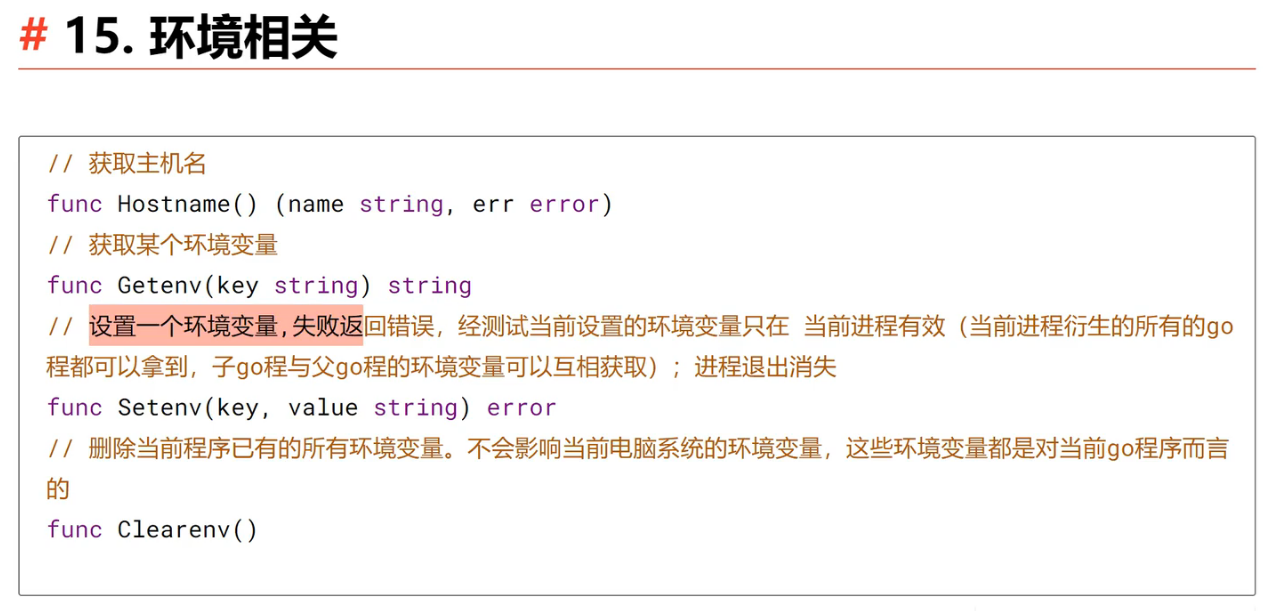 # 15. 环境相关
// 获取主机名
func Hostname() (name string, err error)
// 获取某个环境变量
func Getenv(key string) string
// 设置一个环境变量,失败返回错误，经测试当前设置的环境变量只在 当前进程有效（当前进程衍生的所有的go
程都可以拿到，子go程与父go程的环境变量可以互相获取）；进程退出消失
func Setenv(key, value string) error
// 删除当前程序已有的所有环境变量。不会影响当前电脑系统的环境变量，这些环境变量都是对当前go程序而言
的
func Clearenv()